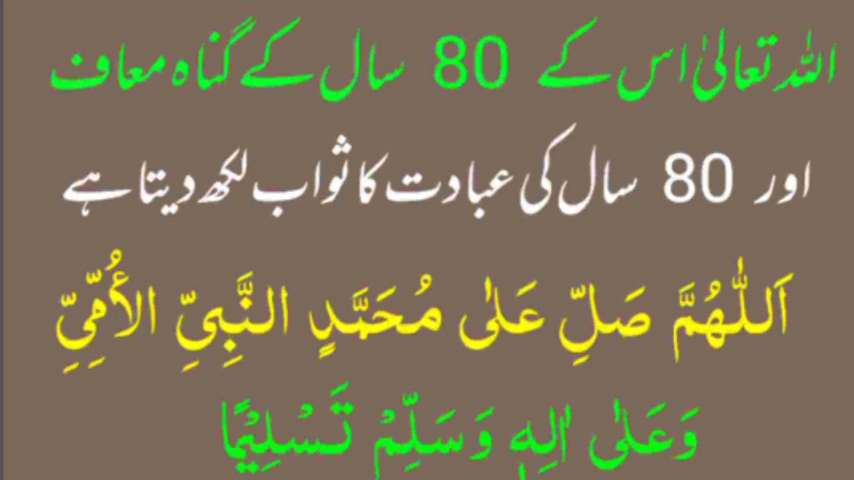 اللہ تعالیٰ اس کے 80 سال کے گناہ معاف
اور 80 سال کی عبادت کا ثواب لکھ دیتا ہے
اَللّٰهُمَّ صَلِّ عَلٰى مُحَمَّدٍ النَّبِيِّ الأُمِّيِّ
وَعَلٰى اٰلِهٖ وَسَلِّمْ تَسْلِيْمًا